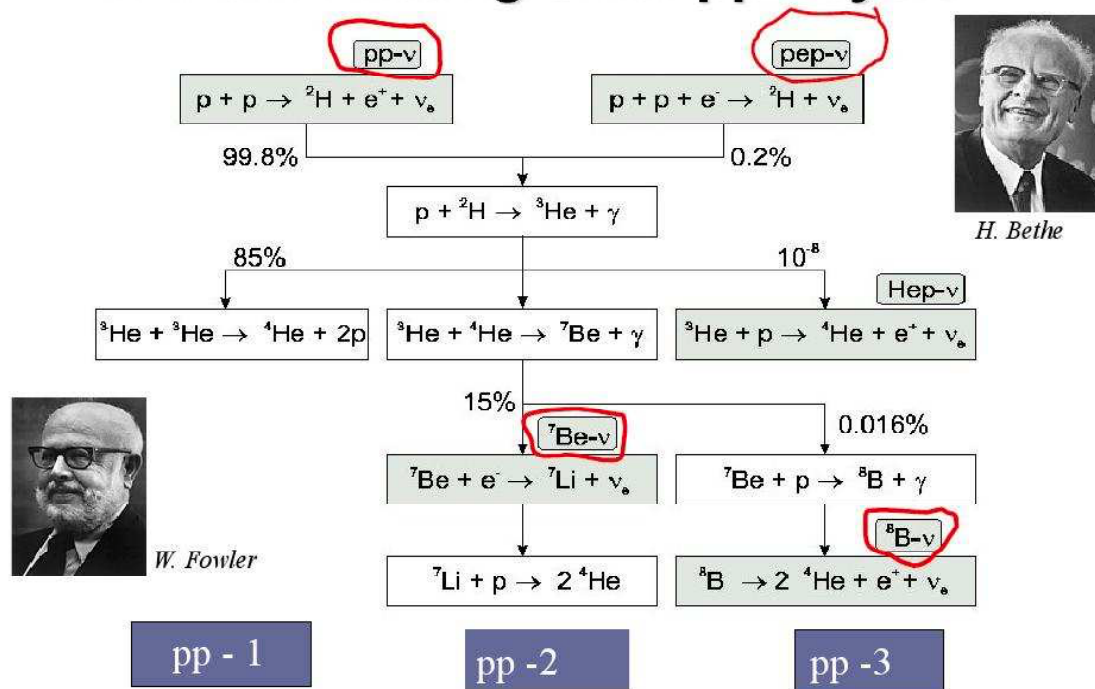 pp-ν
pep-ν
p + p → ²H + e⁺ + νₑ
p + p + e⁻ → ²H + νₑ
99.8%
0.2%
p + ²H → ³He + γ
H. Bethe
85%
10⁻⁸
Hep-ν
³He + ³He → ⁴He + 2p
³He + ⁴He → ⁷Be + γ
³He + p → ⁴He + e⁺ + νₑ
15%
0.016%
⁷Be-ν
⁷Be + e⁻ → ⁷Li + νₑ
⁷Be + p → ⁸B + γ
⁸B-ν
W. Fowler
⁷Li + p → 2 ⁴He
⁸B → 2 ⁴He + e⁺ + νₑ
pp - 1
pp -2
pp -3